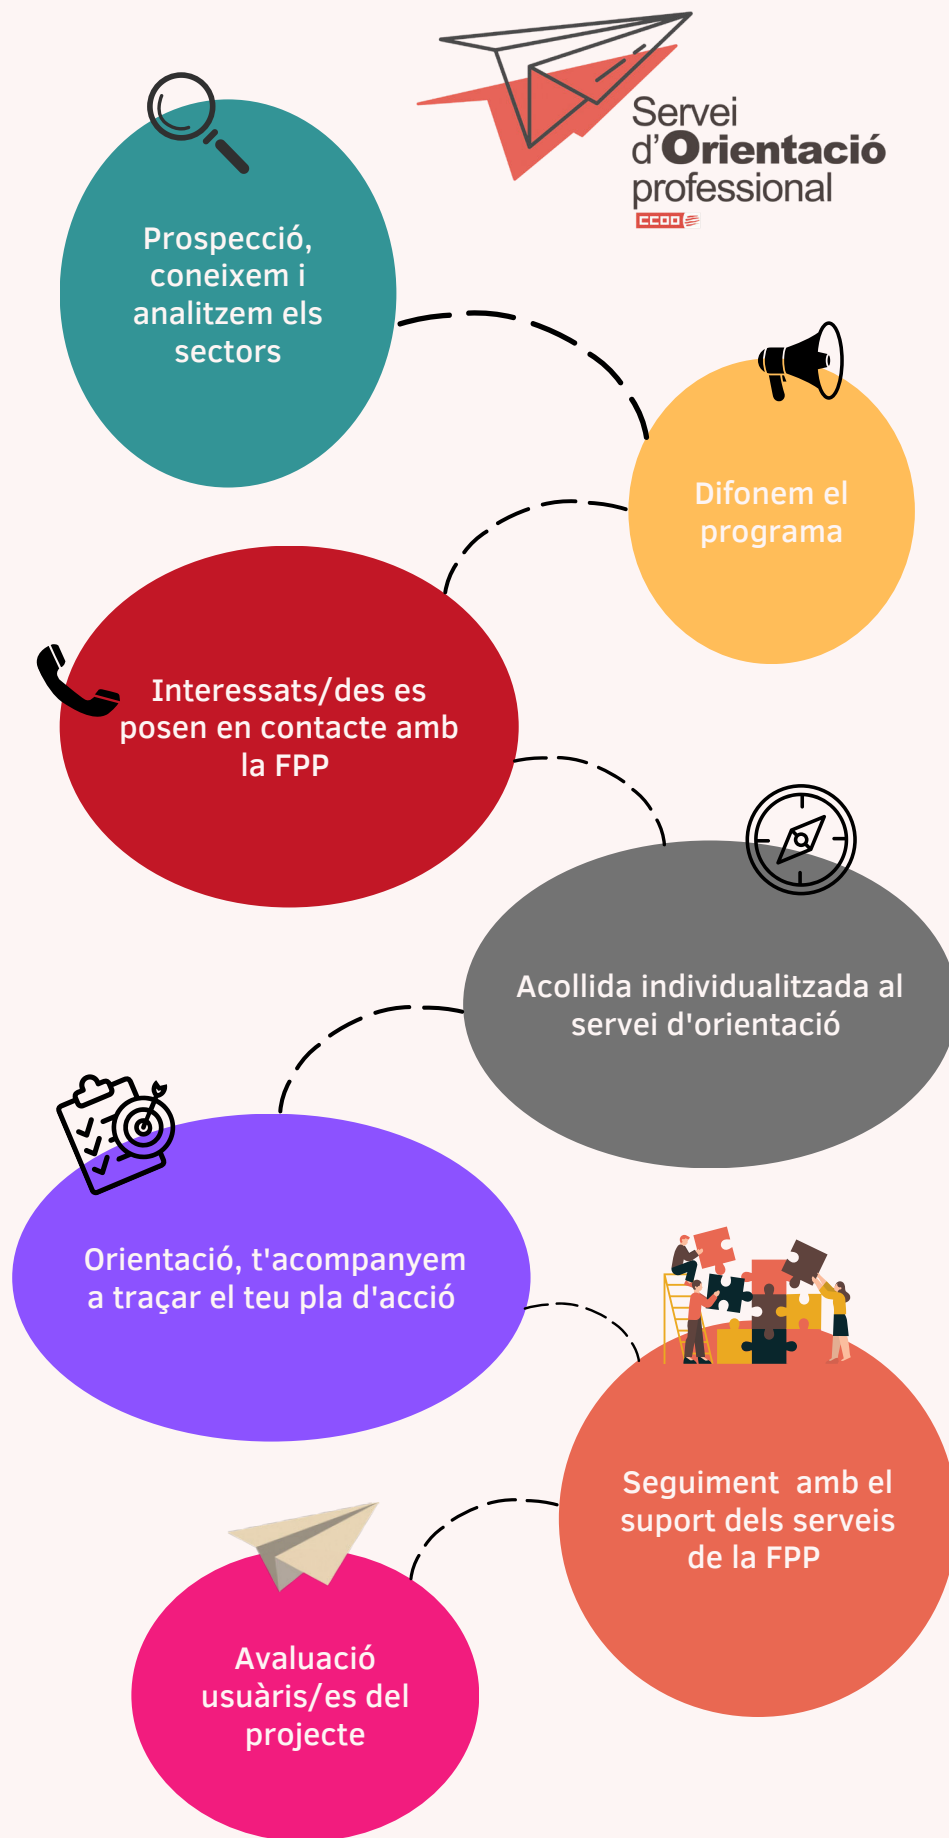 Servei
d'Orientació
professional
CCOO
Prospecció,
coneixem i
analitzem els
sectors
Difonem el
programa
Interessats/des es
posen en contacte amb
la FPP
Acollida individualitzada al
servei d'orientació
Orientació, t'acompanyem
a traçar el teu pla d'acció
Seguiment  amb el
suport dels serveis
de la FPP
Avaluació
usuàris/es del
projecte